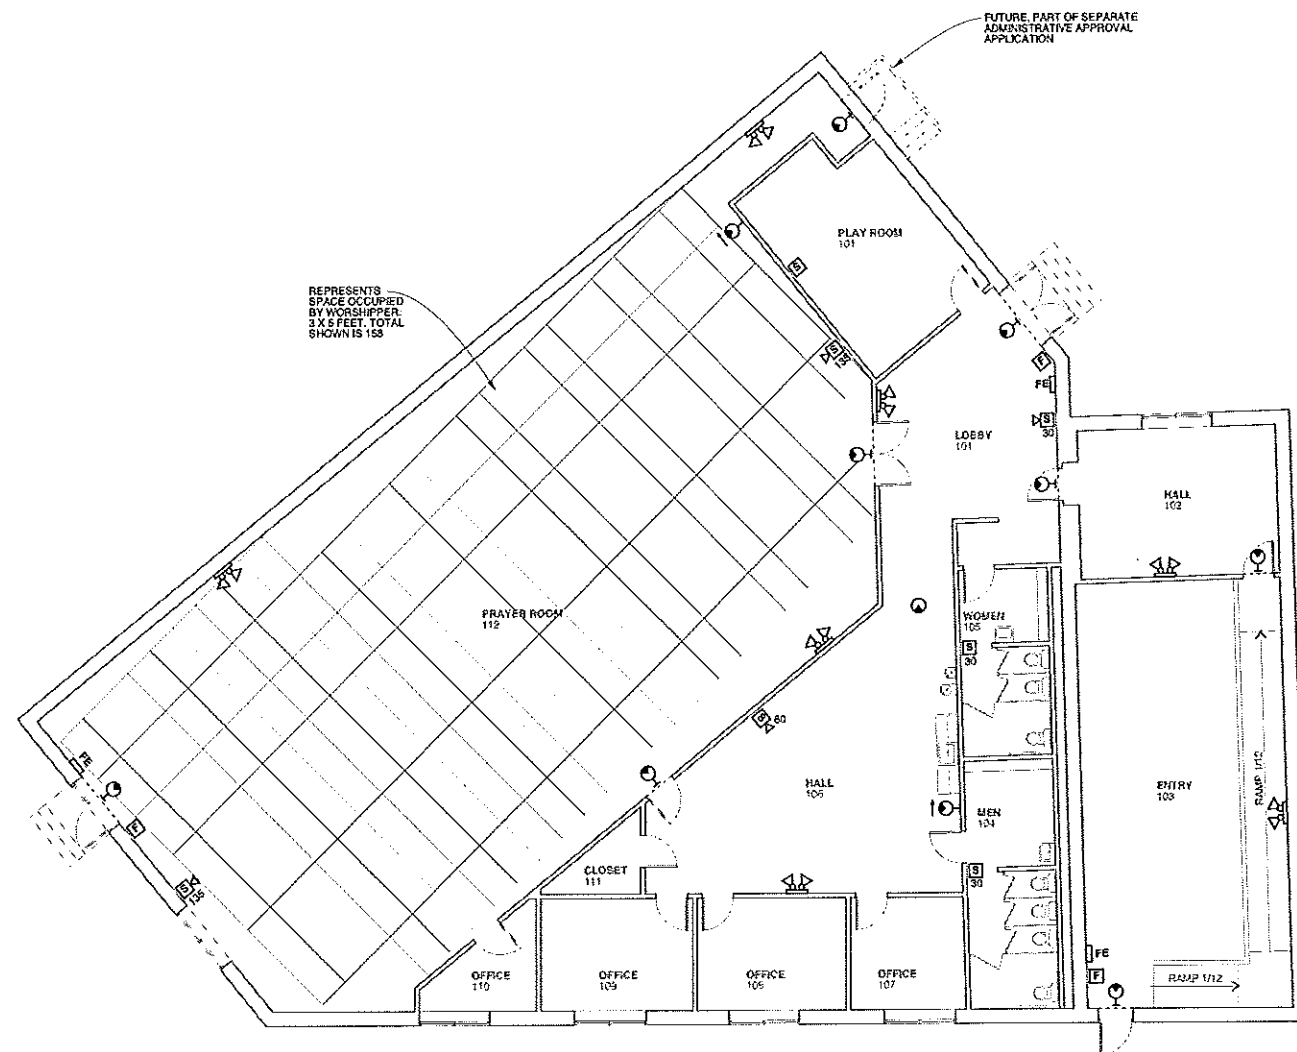 FUTURE, PART OF SEPARATE
ADMINISTRATIVE APPROVAL
APPLICATION
PLAY ROOM
101
REPRESENTS
SPACE OCCUPIED
BY WORSHIPPER:
3 X 5 FEET. TOTAL
SHOWN IS 158
S
S
135
F
FE
S
30
LOBBY
101
HALL
102
PRAYER ROOM
112
WOMEN
105
S
30
S
60
FE
F
S
135
HALL
106
ENTRY
103
RAMP 1/12
MEN
104
CLOSET
111
S
30
OFFICE
110
OFFICE
109
OFFICE
106
OFFICE
107
FE
F
RAMP 1/12